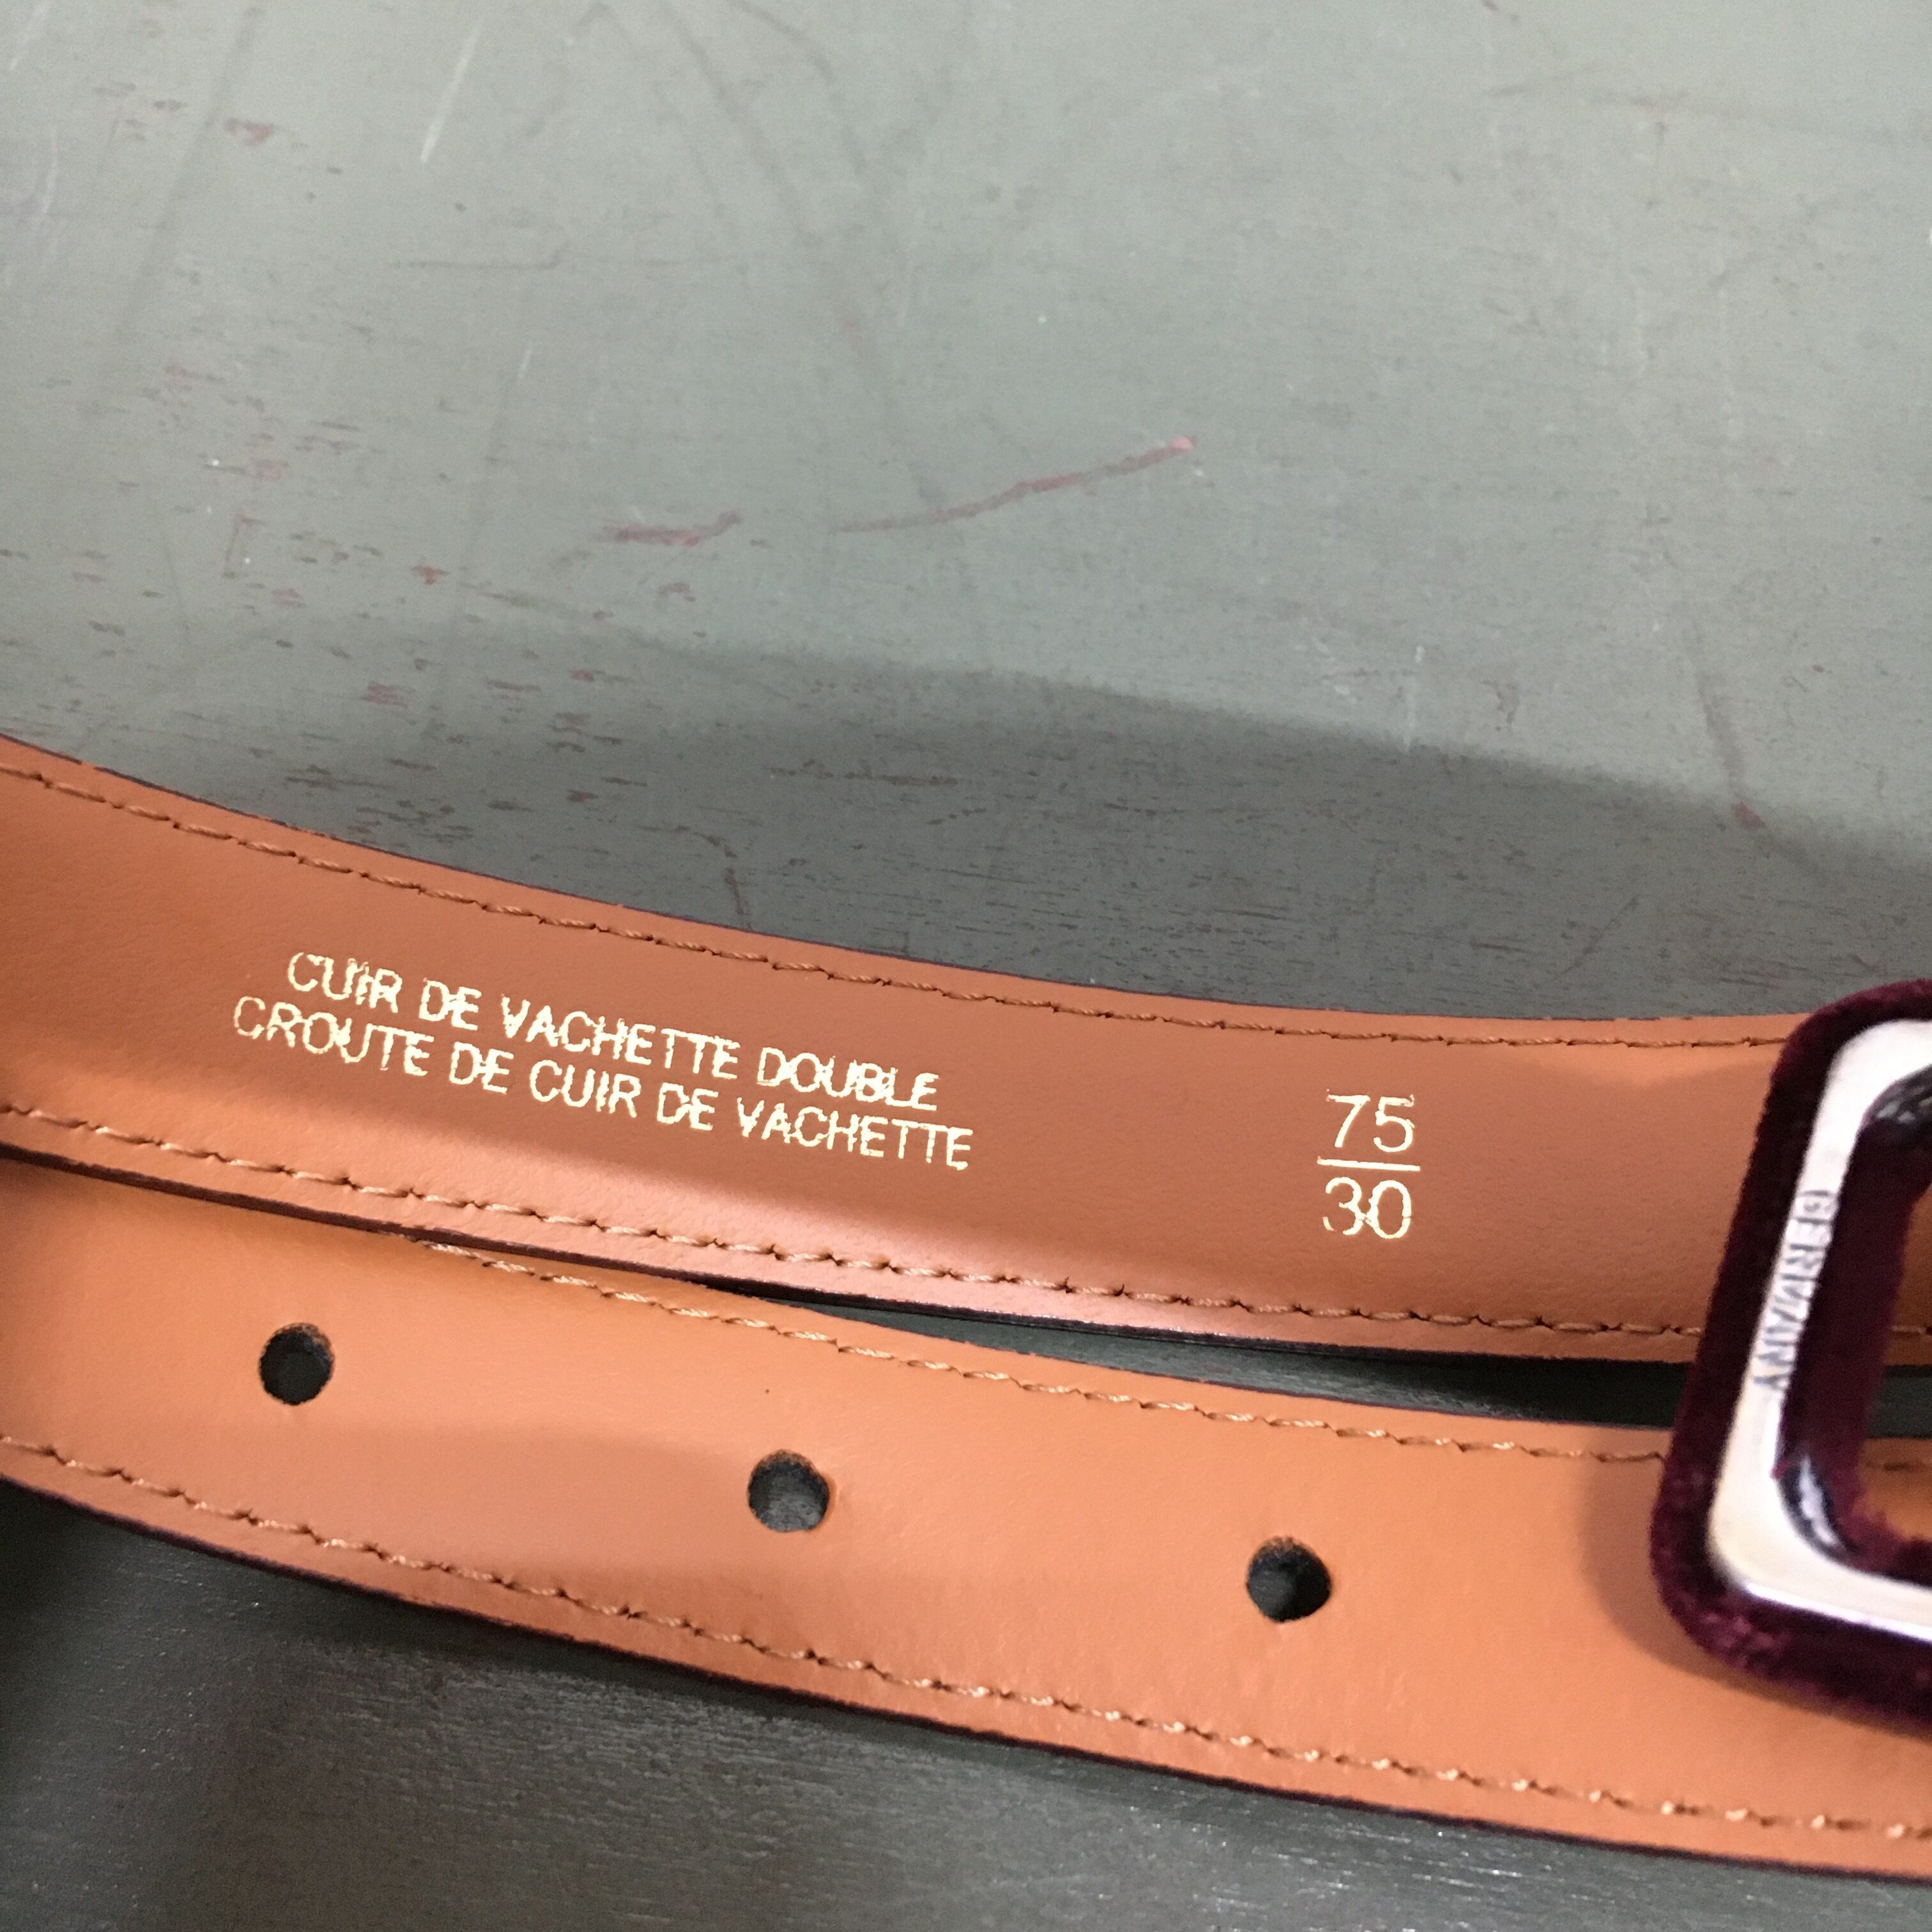 CUIR DE VACHETTE DOUBLE
CROUTE DE CUIR DE VACHETTE
75
30
GERMANY